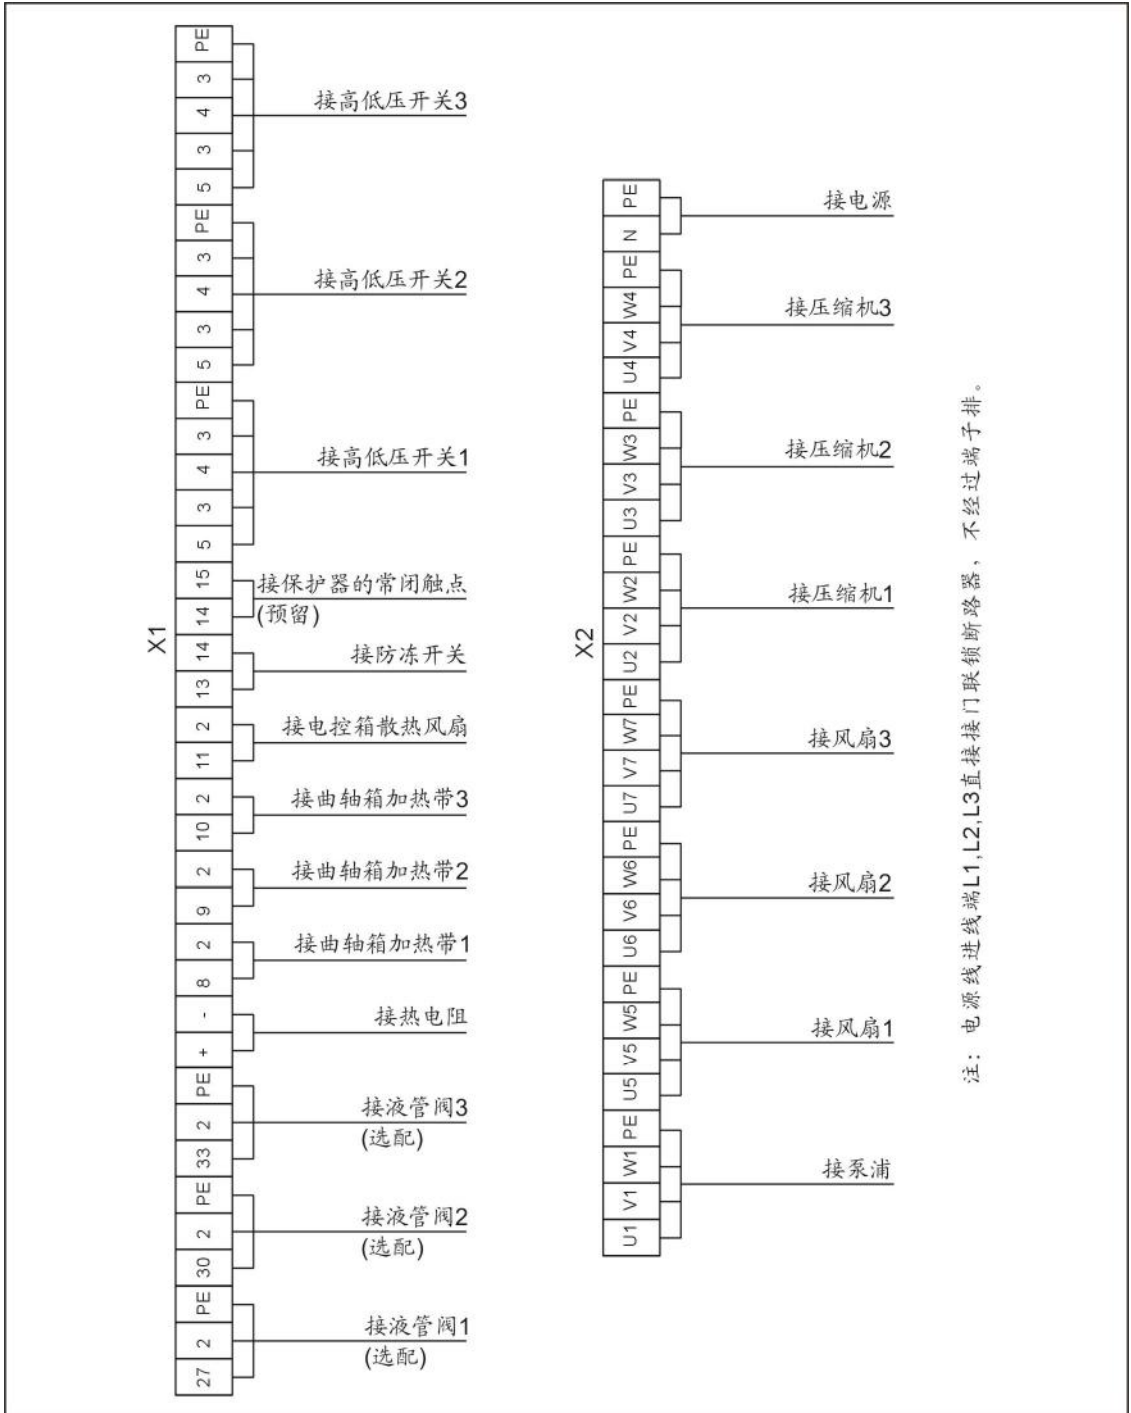 X1
PE
3
4
3
5
接高低压开关3
PE
3
4
3
5
接高低压开关2
PE
3
4
3
5
接高低压开关1
15
14
接保护器的常闭触点
(预留)
14
13
接防冻开关
2
11
接电控箱散热风扇
2
10
接曲轴箱加热带3
2
9
接曲轴箱加热带2
2
8
接曲轴箱加热带1
-
+
接热电阻
PE
2
33
接液管阀3
(选配)
PE
2
30
接液管阀2
(选配)
PE
2
27
接液管阀1
(选配)
X2
PE
N
接电源
PE
W4
V4
U4
接压缩机3
PE
W3
V3
U3
接压缩机2
PE
W2
V2
U2
接压缩机1
PE
W7
V7
U7
接风扇3
PE
W6
V6
U6
接风扇2
PE
W5
V5
U5
接风扇1
PE
W1
V1
U1
接泵浦
注：电源线进线端L1,L2,L3直接接门联锁断路器，不经过端子排。